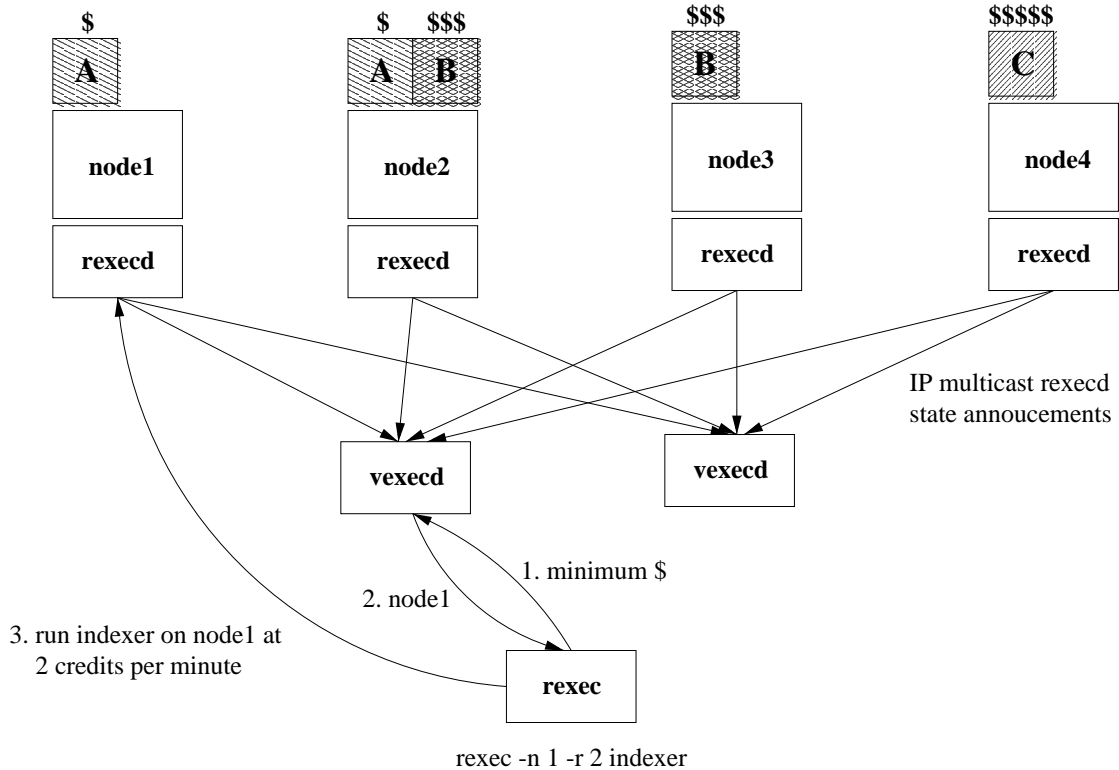 $
$
$$$
$$$
$$$$$
A
A
B
B
C
node1
node2
node3
node4
rexecd
rexecd
rexecd
rexecd
IP multicast rexecd
state annoucements
vexecd
vexecd
1. minimum $
2. node1
3. run indexer on node1 at
2 credits per minute
rexec
rexec -n 1 -r 2 indexer